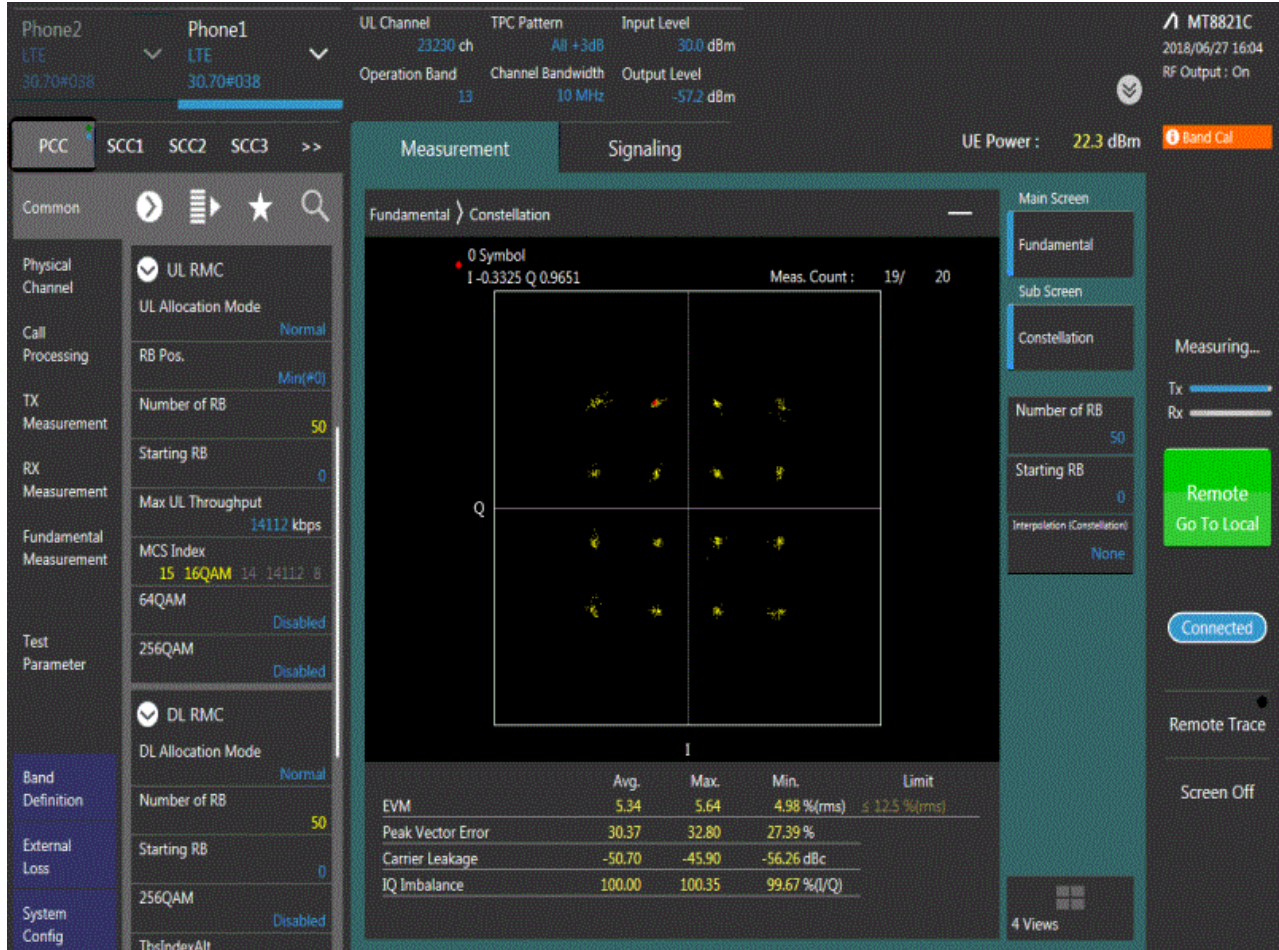 Phone2
LTE
30.70#038
Phone1
LTE
30.70#038
UL Channel
23230 ch
TPC Pattern
All +3dB
Input Level
30.0 dBm
Operation Band
13
Channel Bandwidth
10 MHz
Output Level
-57.2 dBm
MT8821C
2018/06/27 16:04
RF Output : On
PCC SCC1 SCC2 SCC3 >>
Measurement
Signaling
UE Power : 22.3 dBm
Band Cal
Common
Physical
Channel
Call
Processing
TX
Measurement
RX
Measurement
Fundamental
Measurement
Test
Parameter
Band
Definition
External
Loss
System
Config
UL RMC
UL Allocation Mode
Normal
RB Pos.
Min(#0)
Number of RB
50
Starting RB
0
Max UL Throughput
14112 kbps
MCS Index
15 16QAM 14 14112 8
64QAM
Disabled
256QAM
Disabled
DL RMC
DL Allocation Mode
Normal
Number of RB
50
Starting RB
0
256QAM
Disabled
TbsIndexAlt
Fundamental 〉 Constellation
0 Symbol
I -0.3325 Q 0.9651
Meas. Count : 19/ 20
Q
I
Avg. Max. Min. Limit
EVM 5.34 5.64 4.98 %(rms) ≤ 12.5 %(rms)
Peak Vector Error 30.37 32.80 27.39 %
Carrier Leakage -50.70 -45.90 -56.26 dBc
IQ Imbalance 100.00 100.35 99.67 %(I/Q)
Main Screen
Fundamental
Sub Screen
Constellation
Number of RB
50
Starting RB
0
Interpolation (Constellation)
None
4 Views
Measuring...
Tx
Rx
Remote
Go To Local
Connected
Remote Trace
Screen Off